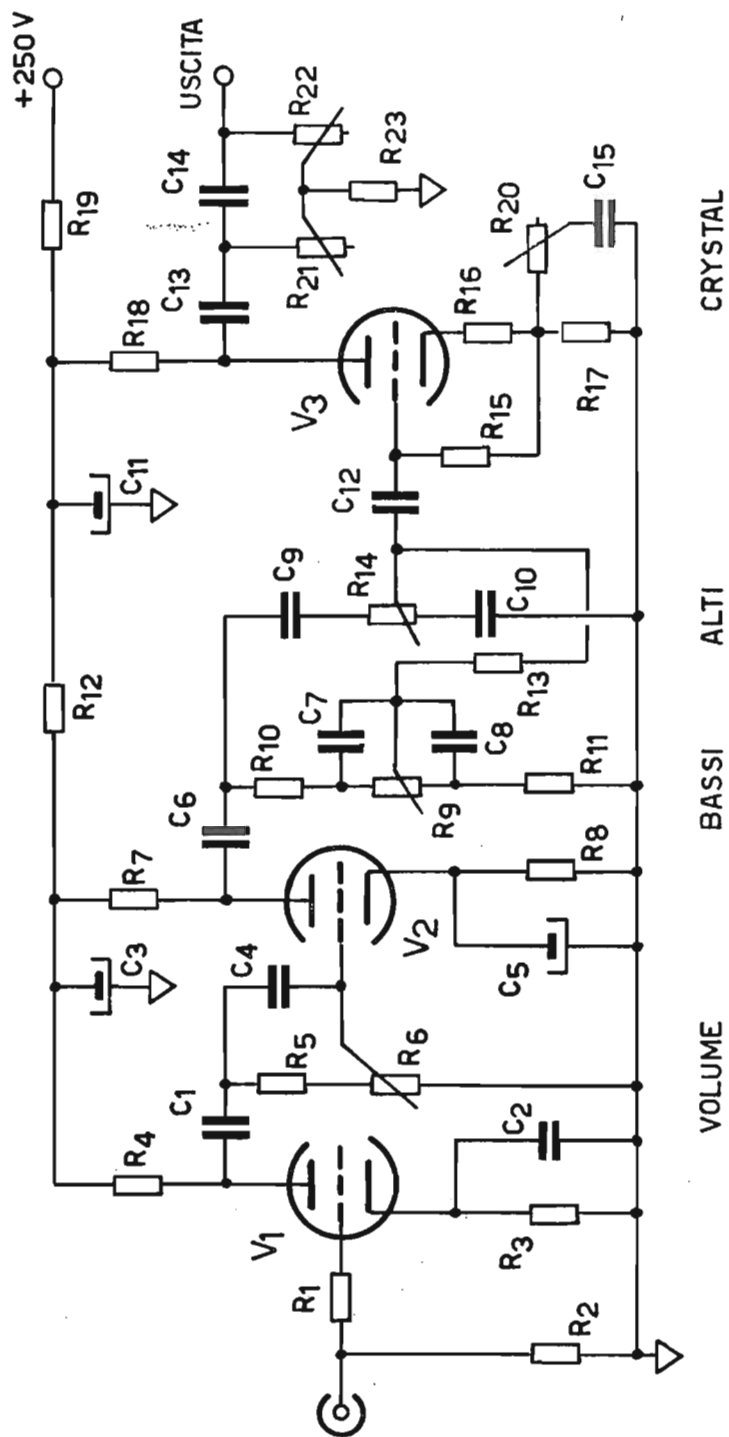 +250 V
USCITA
R19
R12
R22
C14
R23
R21
C13
R18
C11
C3
R7
R4
C6
C1
C9
C7
R10
C4
R5
V3
C12
R14
C10
R13
C8
R9
R15
R16
R20
C15
R17
R11
V2
R8
C5
R6
C2
V1
R1
R3
R2
VOLUME
BASSI
ALTI
CRYSTAL